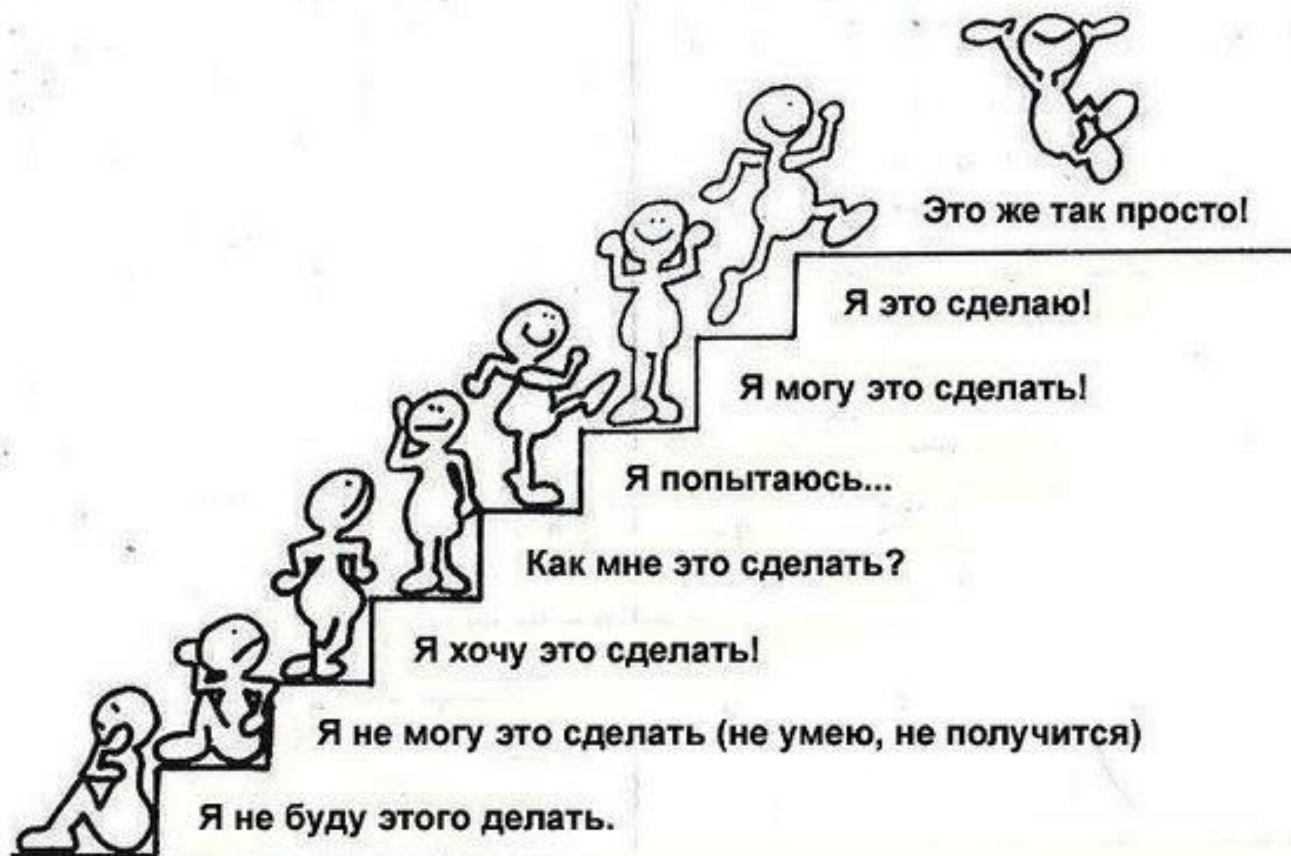 Это же так просто!
Я это сделаю!
Я могу это сделать!
Я попытаюсь...
Как мне это сделать?
Я хочу это сделать!
Я не могу это сделать (не умею, не получится)
Я не буду этого делать.